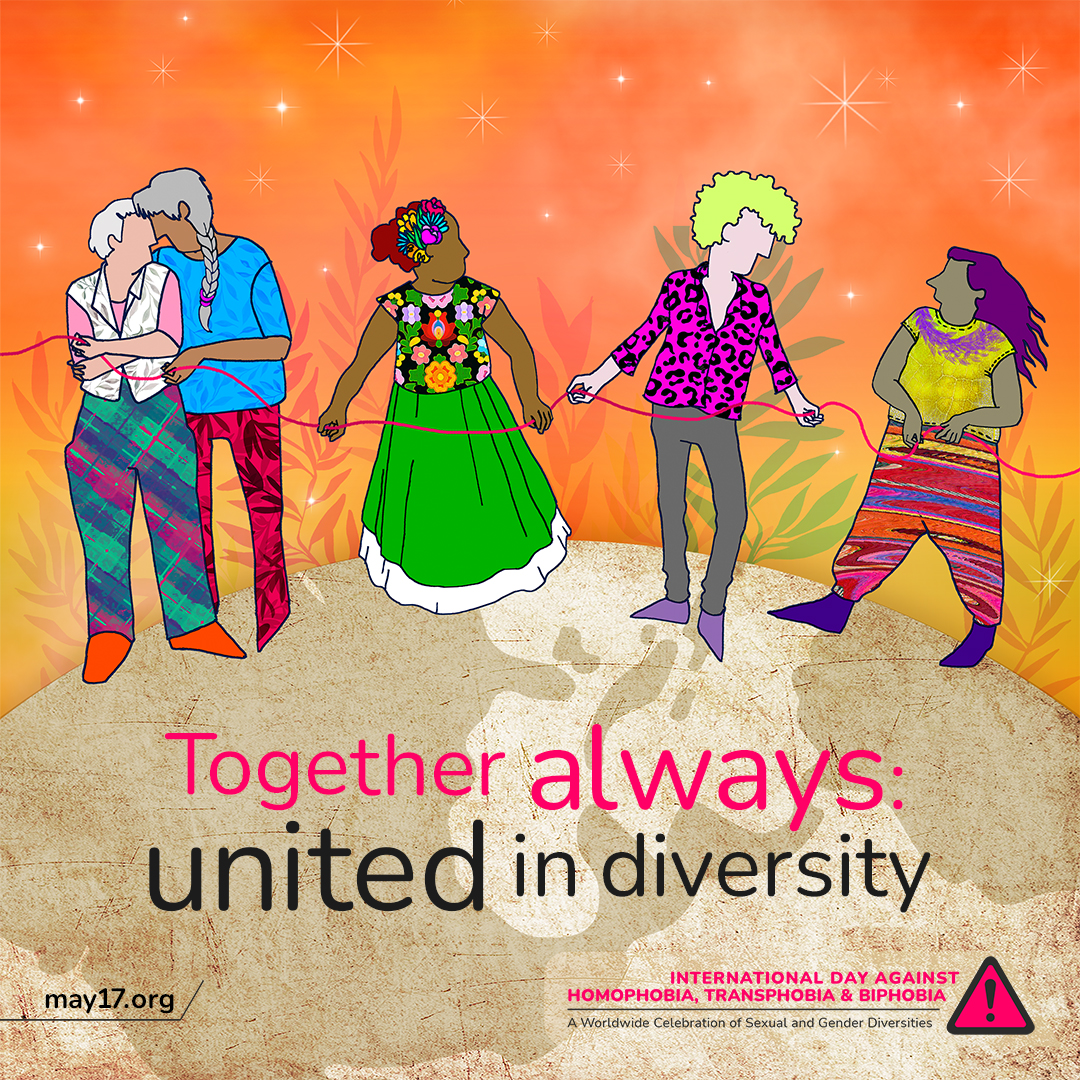 Together always:
united in diversity
may17.org
INTERNATIONAL DAY AGAINST
HOMOPHOBIA, TRANSPHOBIA & BIPHOBIA
A Worldwide Celebration of Sexual and Gender Diversities
!